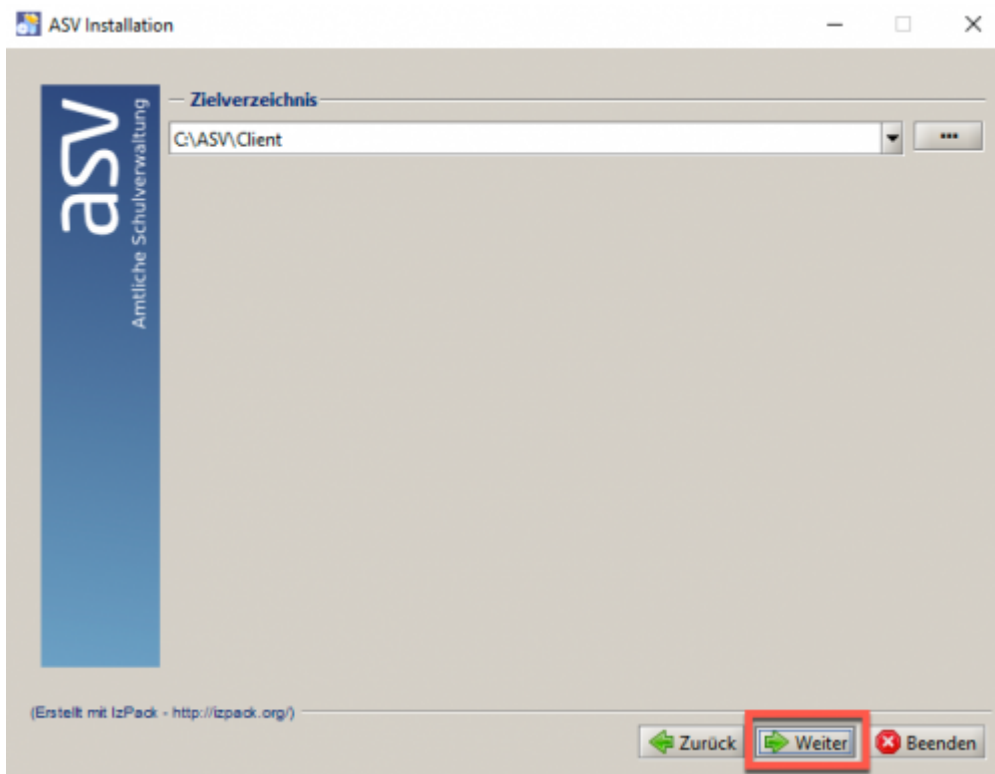 ASV Installation
Zielverzeichnis
C:\ASV\Client
...
asv
Amtliche Schulverwaltung
(Erstellt mit IzPack - http://izpack.org/)
Zurück
Weiter
Beenden